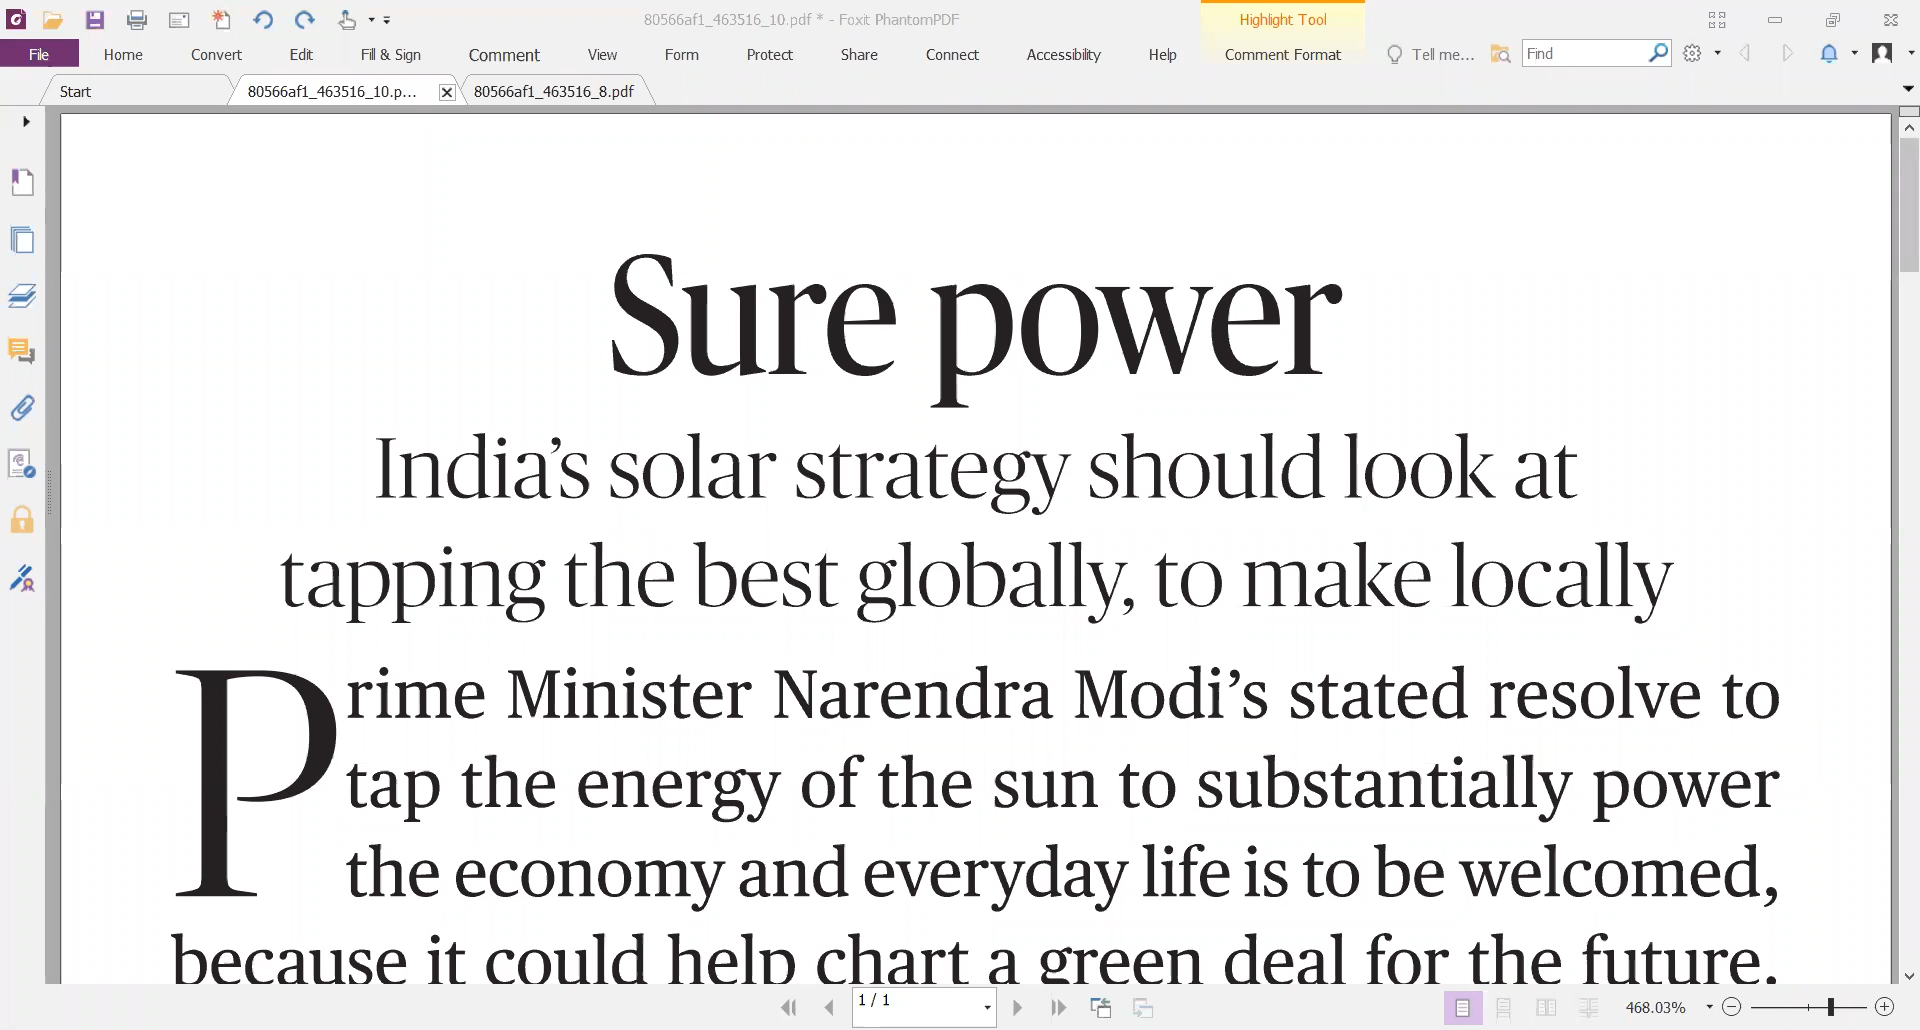 80566af1_463516_10.pdf * - Foxit PhantomPDF
Highlight Tool
File Home Convert Edit Fill & Sign Comment View Form Protect Share Connect Accessibility Help Comment Format Tell me... Find
Start 80566af1_463516_10.p... 80566af1_463516_8.pdf
Sure power
India’s solar strategy should look at
tapping the best globally, to make locally
Prime Minister Narendra Modi’s stated resolve to
tap the energy of the sun to substantially power
the economy and everyday life is to be welcomed,
because it could help chart a green deal for the future.
1 / 1 468.03%